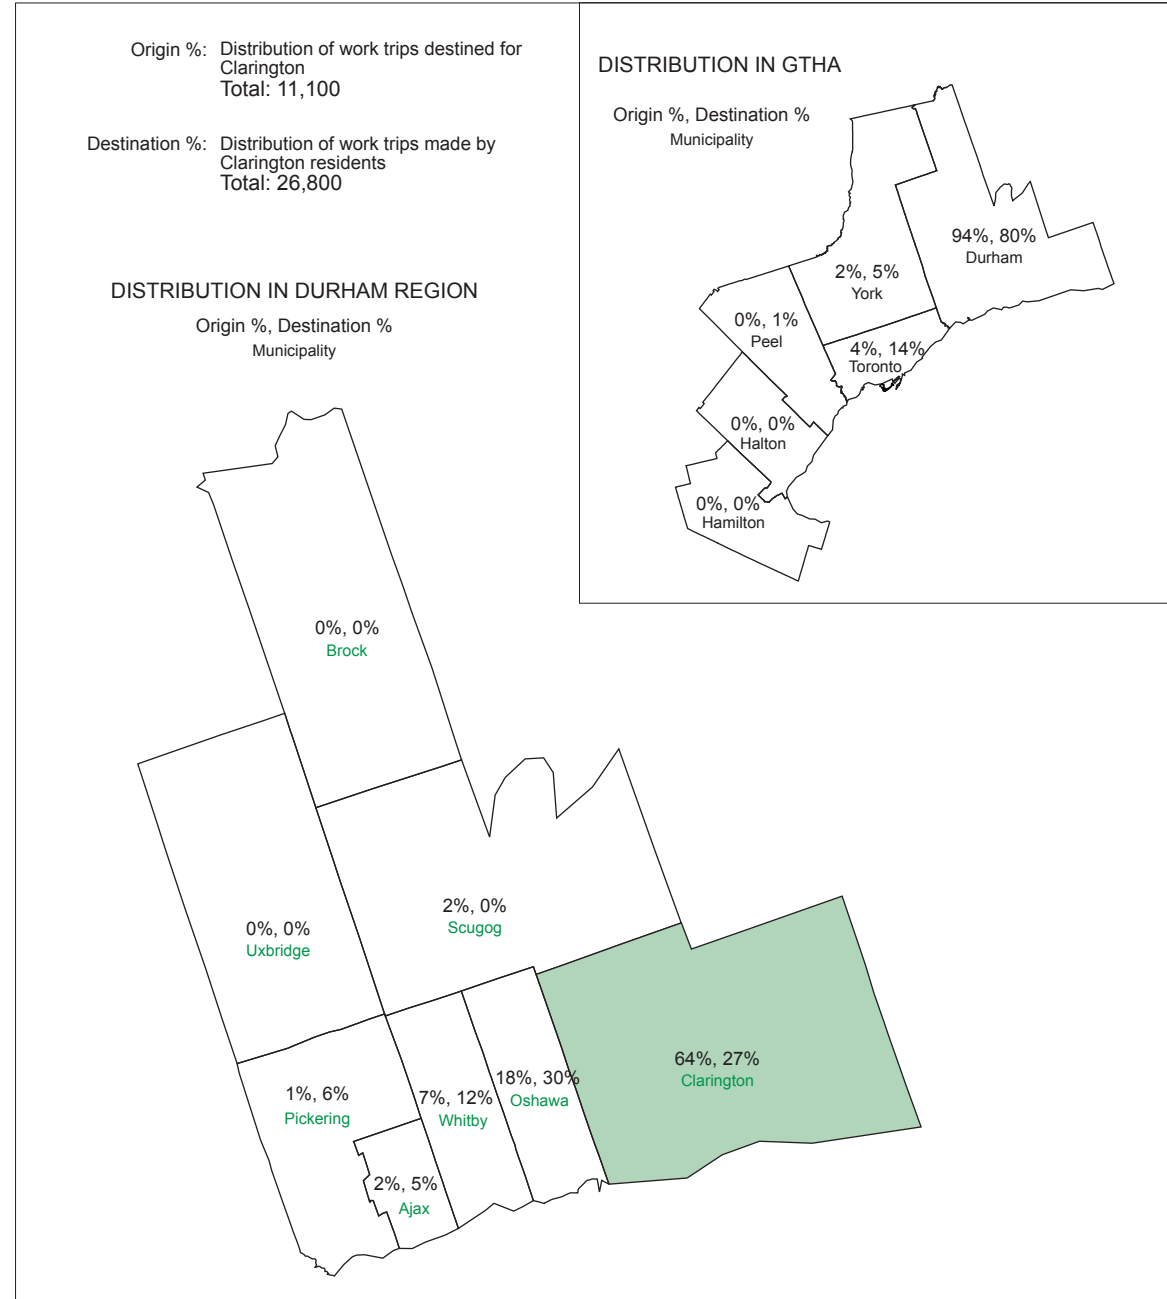 Origin %: Distribution of work trips destined for
Clarington
Total: 11,100
Destination %: Distribution of work trips made by
Clarington residents
Total: 26,800
DISTRIBUTION IN GTHA
Origin %, Destination %
Municipality
94%, 80%
Durham
2%, 5%
York
0%, 1%
Peel
4%, 14%
Toronto
0%, 0%
Halton
0%, 0%
Hamilton
DISTRIBUTION IN DURHAM REGION
Origin %, Destination %
Municipality
0%, 0%
Brock
2%, 0%
Scugog
0%, 0%
Uxbridge
64%, 27%
Clarington
18%, 30%
Oshawa
7%, 12%
Whitby
1%, 6%
Pickering
2%, 5%
Ajax